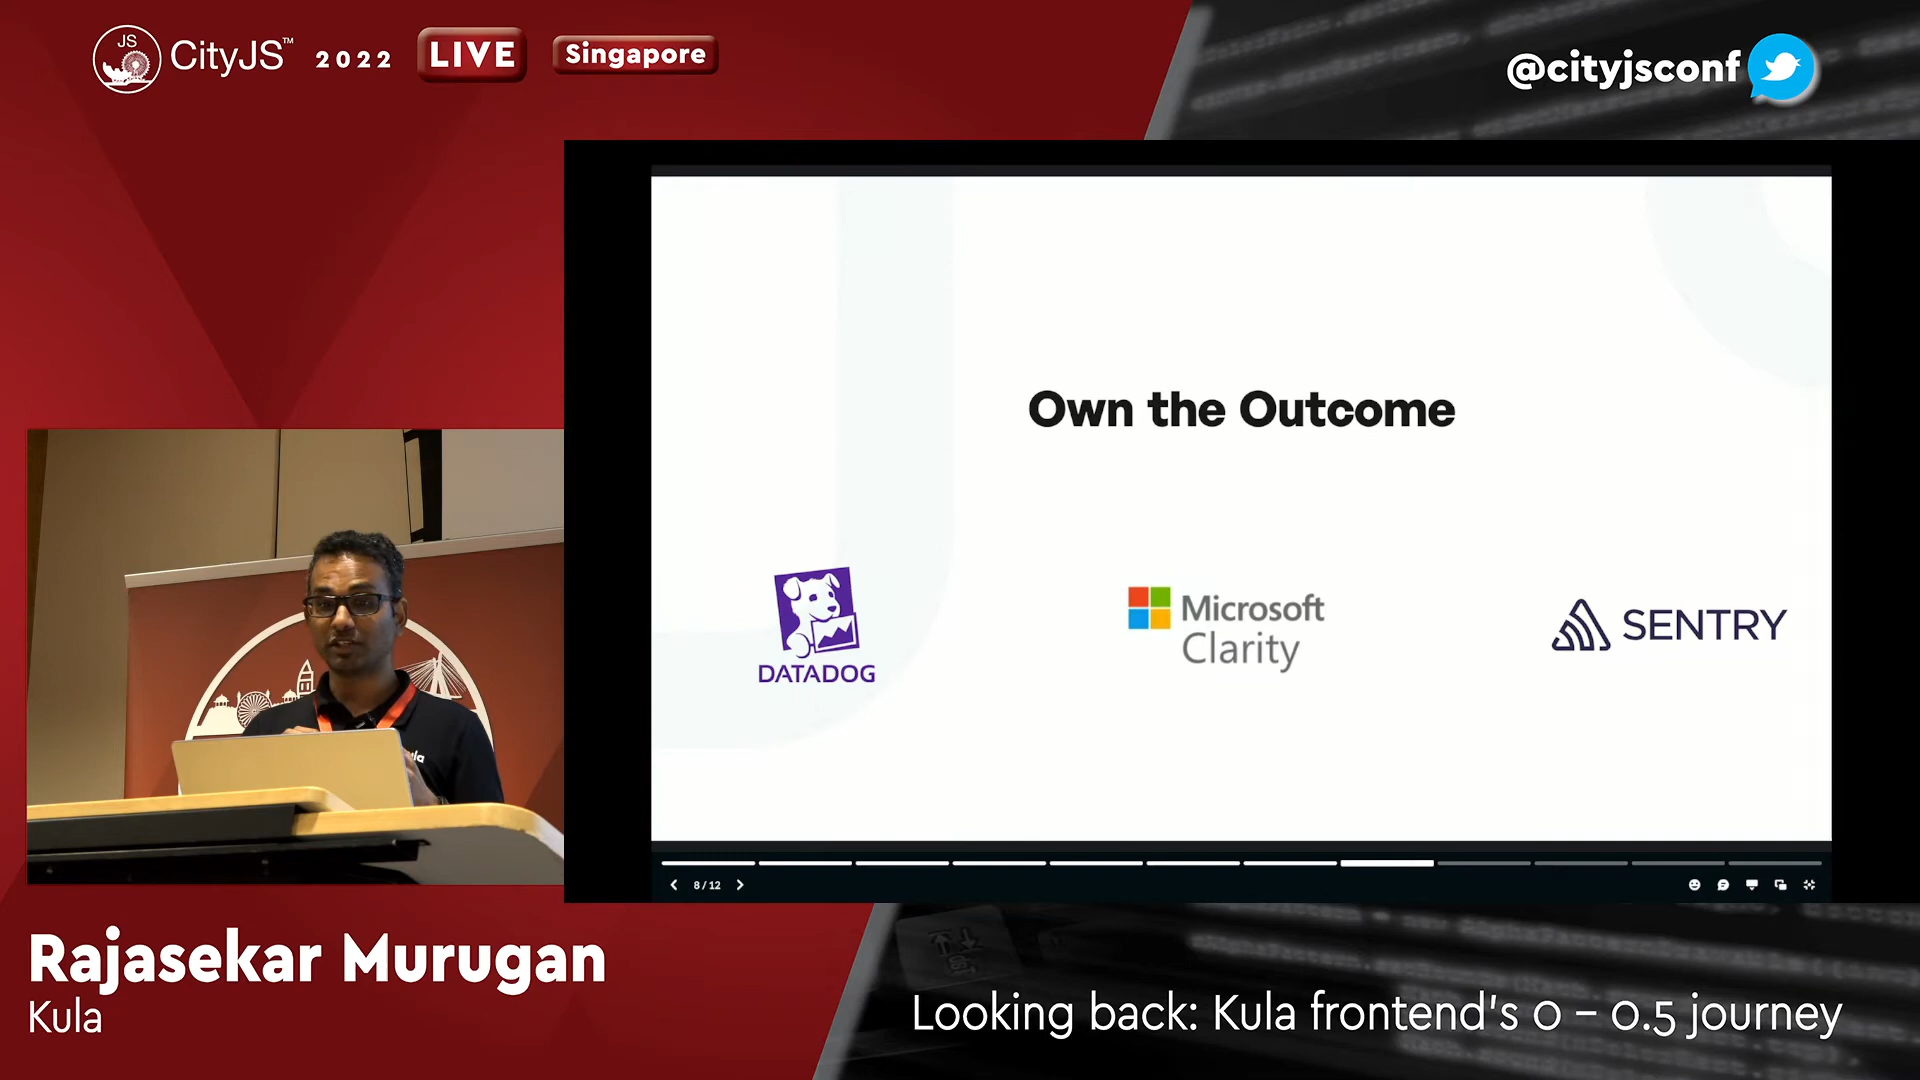 JS
CityJS™ 2022 LIVE Singapore
@cityjsconf
Own the Outcome
DATADOG
Microsoft
Clarity
SENTRY
8 / 12
Rajasekar Murugan
Kula
Looking back: Kula frontend's 0 – 0.5 journey